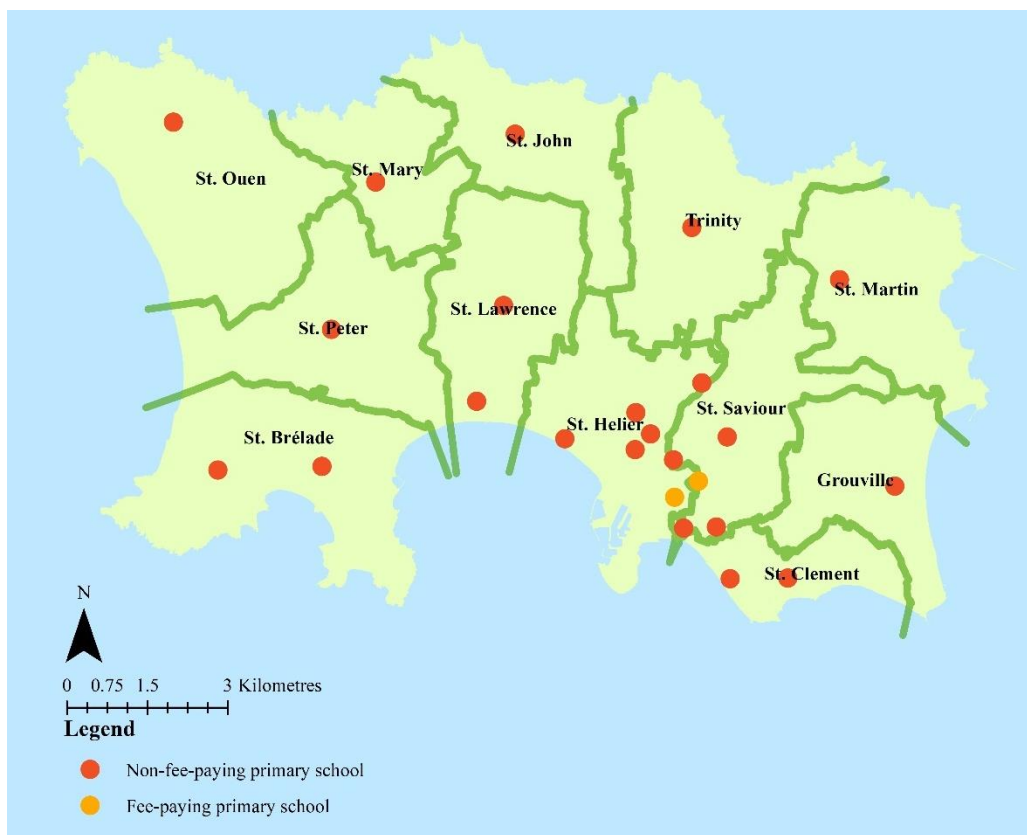 St. John
St. Mary
St. Ouen
Trinity
St. Martin
St. Lawrence
St. Peter
St. Saviour
St. Helier
St. Brélade
Grouville
St. Clement
N
0 0.75 1.5 3 Kilometres
Legend
Non-fee-paying primary school
Fee-paying primary school